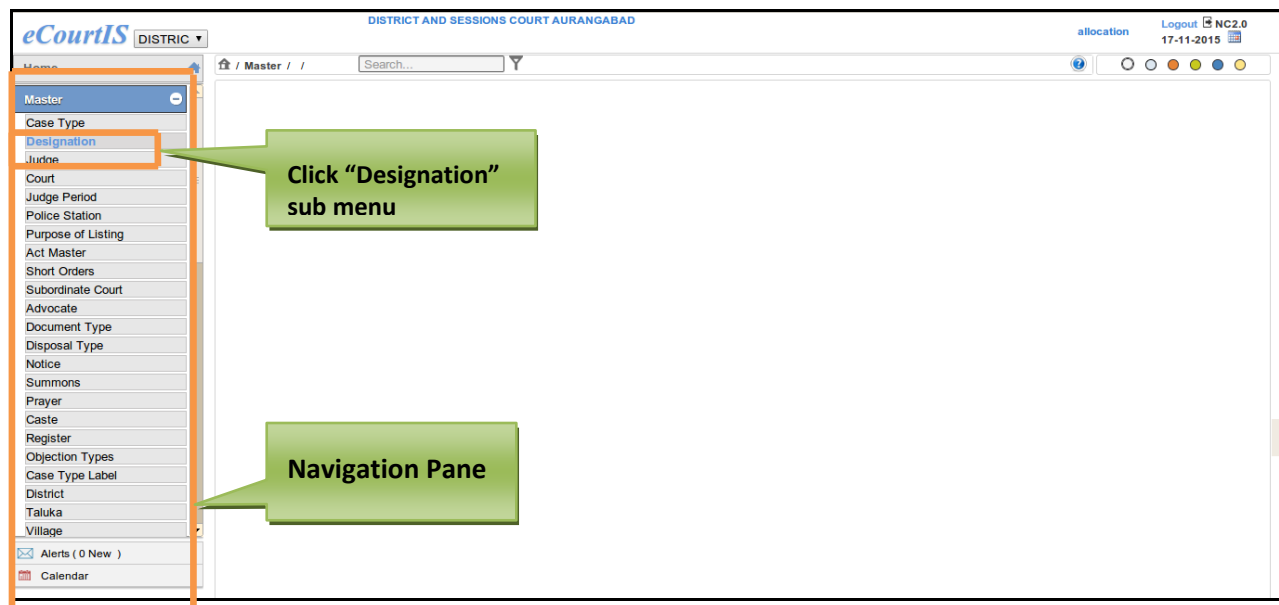 DISTRICT AND SESSIONS COURT AURANGABAD
eCourtIS DISTRIC
allocation
Logout NC2.0
17-11-2015
Home
/ Master / /
Search...
Master
Case Type
Designation
Judge
Court
Judge Period
Police Station
Purpose of Listing
Act Master
Short Orders
Subordinate Court
Advocate
Document Type
Disposal Type
Notice
Summons
Prayer
Caste
Register
Objection Types
Case Type Label
District
Taluka
Village
Alerts ( 0 New )
Calendar
Click “Designation”
sub menu
Navigation Pane